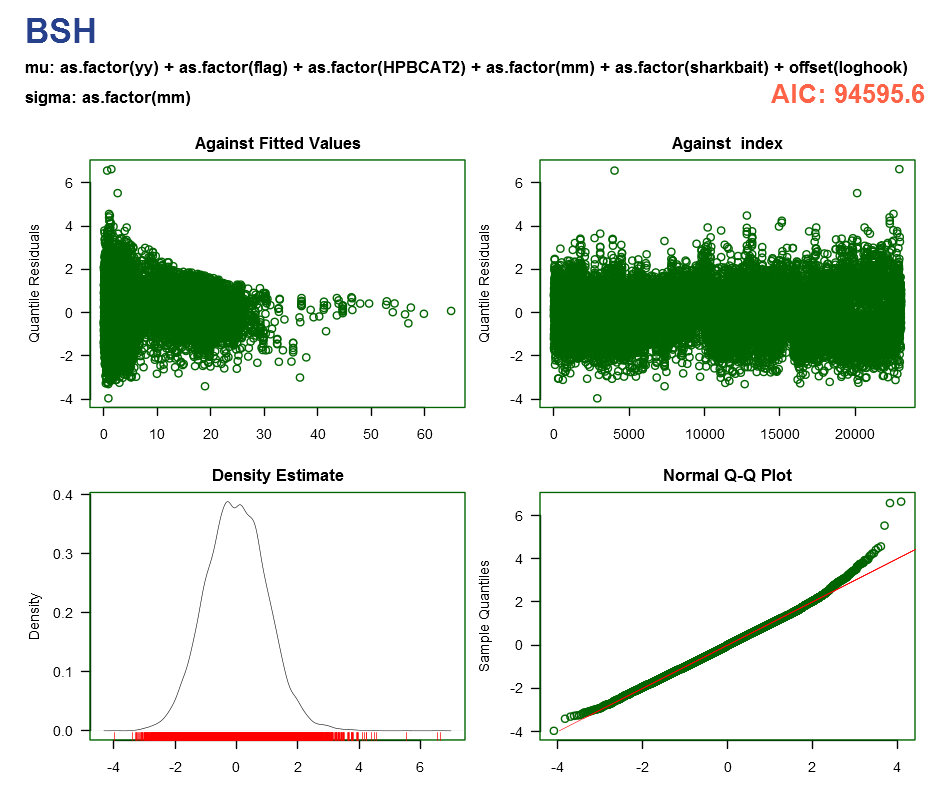 BSH
mu: as.factor(yy) + as.factor(flag) + as.factor(HPBCAT2) + as.factor(mm) + as.factor(sharkbait) + offset(loghook)
sigma: as.factor(mm)
AIC: 94595.6
Against Fitted Values
Quantile Residuals
6
4
2
0
-2
-4
0 10 20 30 40 50 60
Against index
Quantile Residuals
6
4
2
0
-2
-4
0 5000 10000 15000 20000
Density Estimate
Density
0.4
0.3
0.2
0.1
0.0
-4 -2 0 2 4 6
Normal Q-Q Plot
Sample Quantiles
6
4
2
0
-2
-4
-4 -2 0 2 4